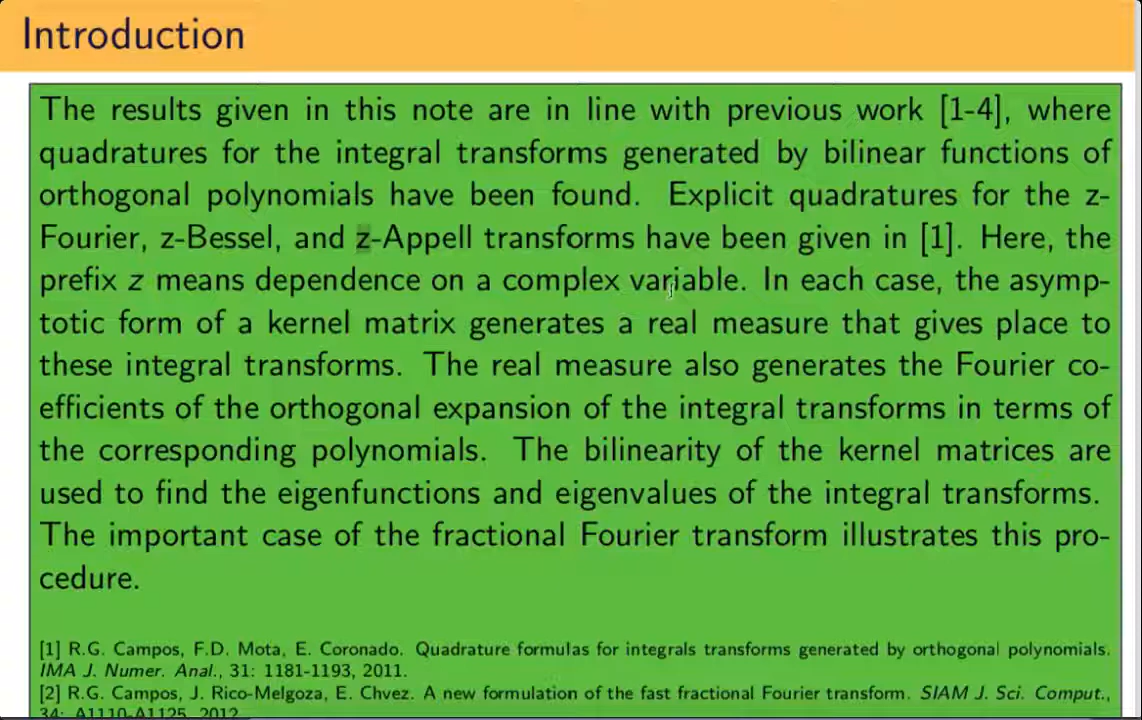 Introduction
The results given in this note are in line with previous work [1-4], where
quadratures for the integral transforms generated by bilinear functions of
orthogonal polynomials have been found. Explicit quadratures for the z-
Fourier, z-Bessel, and z-Appell transforms have been given in [1]. Here, the
prefix z means dependence on a complex variable. In each case, the asymp-
totic form of a kernel matrix generates a real measure that gives place to
these integral transforms. The real measure also generates the Fourier co-
efficients of the orthogonal expansion of the integral transforms in terms of
the corresponding polynomials. The bilinearity of the kernel matrices are
used to find the eigenfunctions and eigenvalues of the integral transforms.
The important case of the fractional Fourier transform illustrates this pro-
cedure.
[1] R.G. Campos, F.D. Mota, E. Coronado. Quadrature formulas for integrals transforms generated by orthogonal polynomials.
IMA J. Numer. Anal., 31: 1181-1193, 2011.
[2] R.G. Campos, J. Rico-Melgoza, E. Chvez. A new formulation of the fast fractional Fourier transform. SIAM J. Sci. Comput.,
34: A1110-A1125, 2012